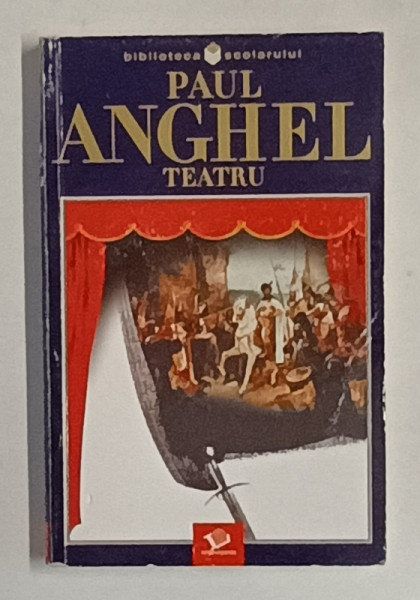 biblioteca școlarului
PAUL
ANGHEL
TEATRU